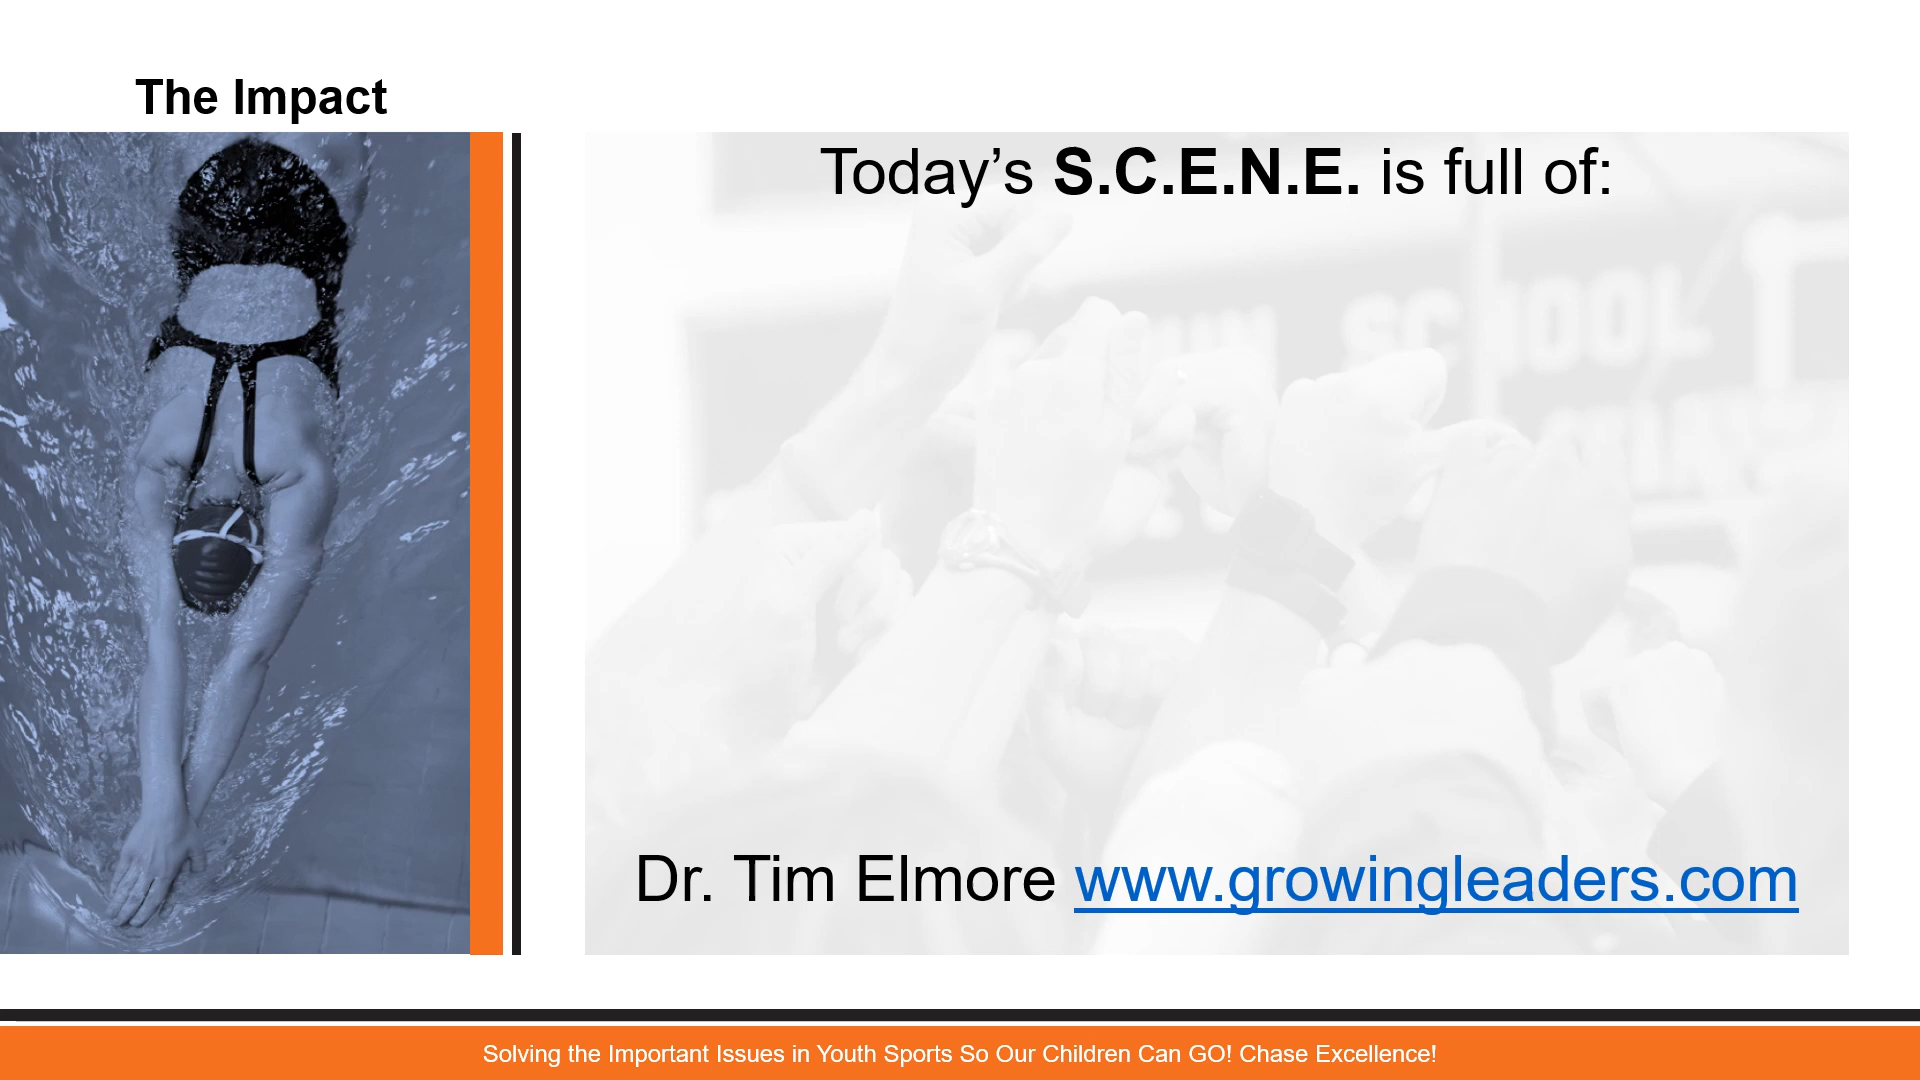 The Impact
Today’s S.C.E.N.E. is full of:
SCHOOL
Dr. Tim Elmore www.growingleaders.com
Solving the Important Issues in Youth Sports So Our Children Can GO! Chase Excellence!